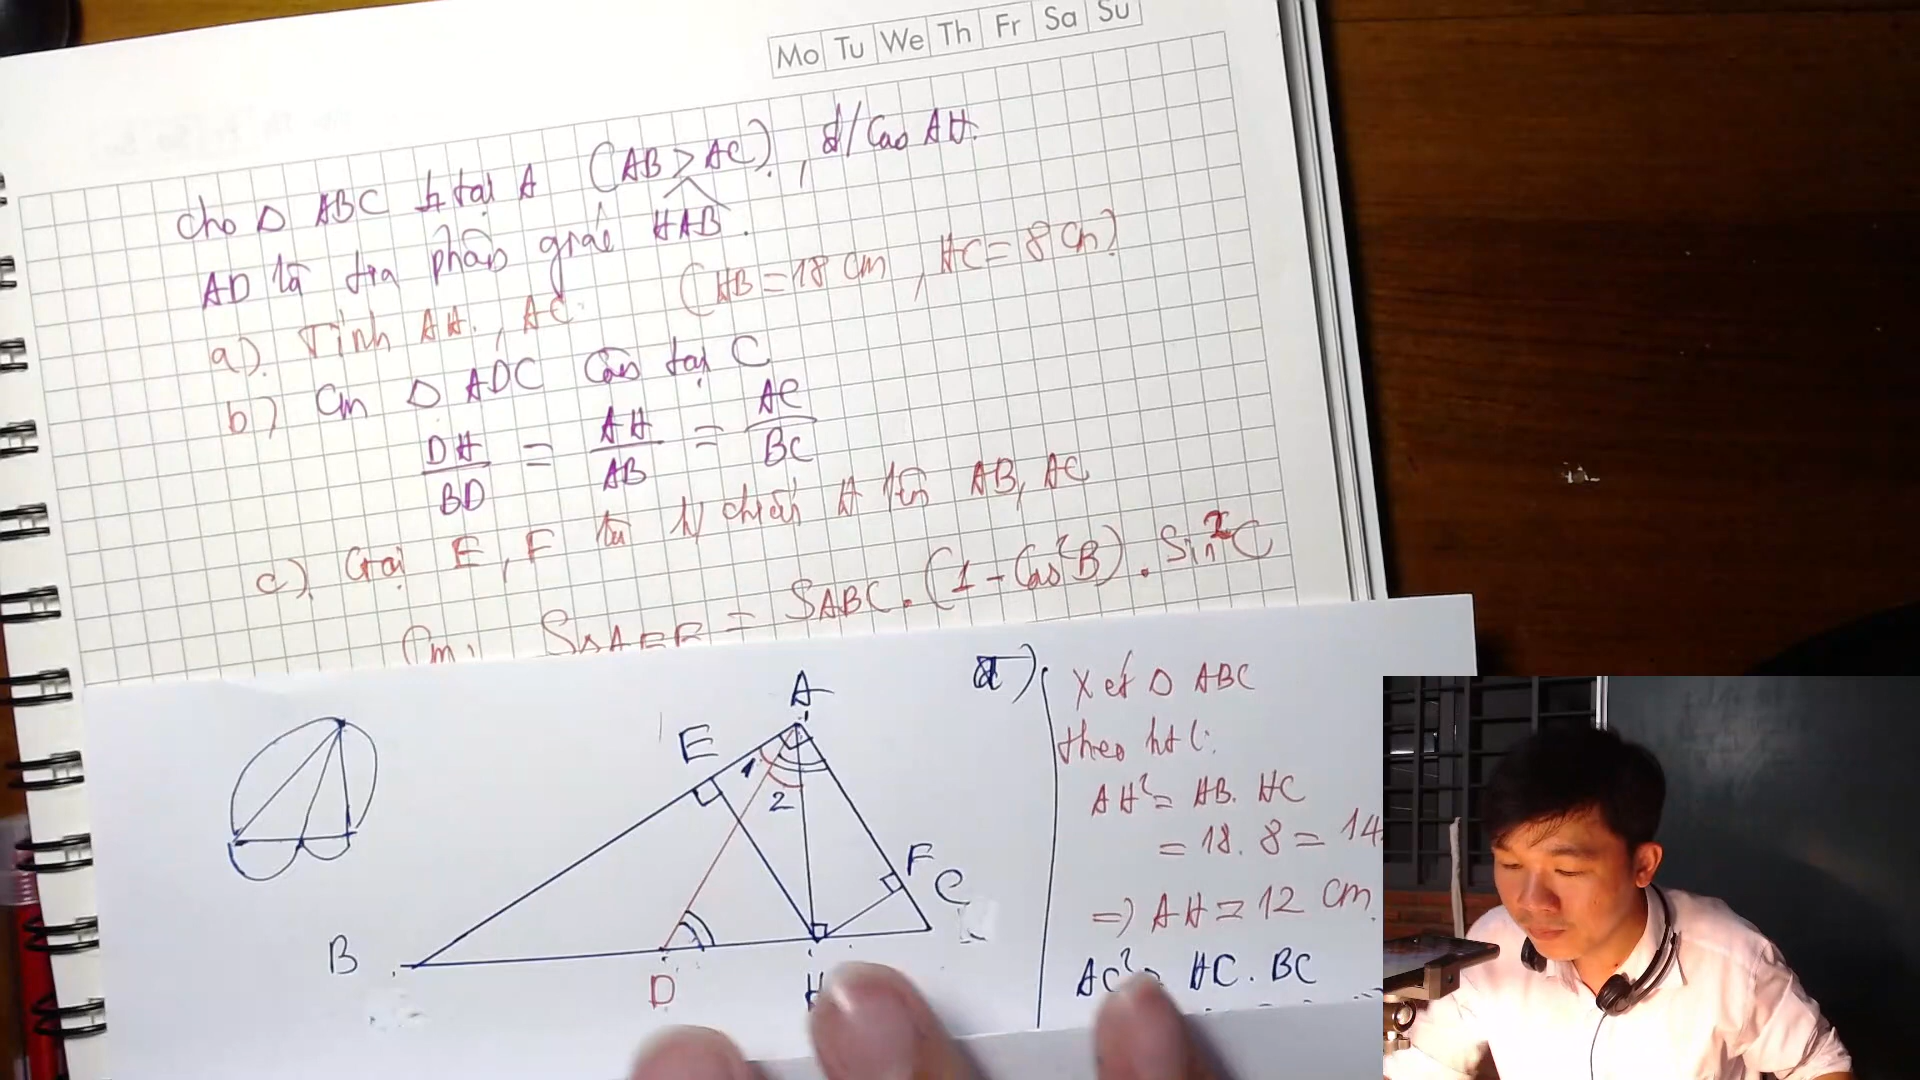 Mo Tu We Th Fr Sa Su
Cho Δ ABC ⊥ tại A (AB > AC), đ/cao AH.
AD là tia phân giác HAB.
a). Tính AH, AC. (HB = 18 cm, HC = 8 cm)
b) Cm Δ ADC cân tại C
DH/BD = AH/AB = AC/BC
c). Gọi E, F là h/chiếu H lên AB, AC
Cm: SΔAEF = SABC. (1 - Cos²B). Sin²C
A
E
1
2
F
C
B
D
H
a).
Xét Δ ABC
theo htl:
AH² = HB. HC
= 18. 8 = 14
=> AH = 12 cm.
AC² = HC. BC